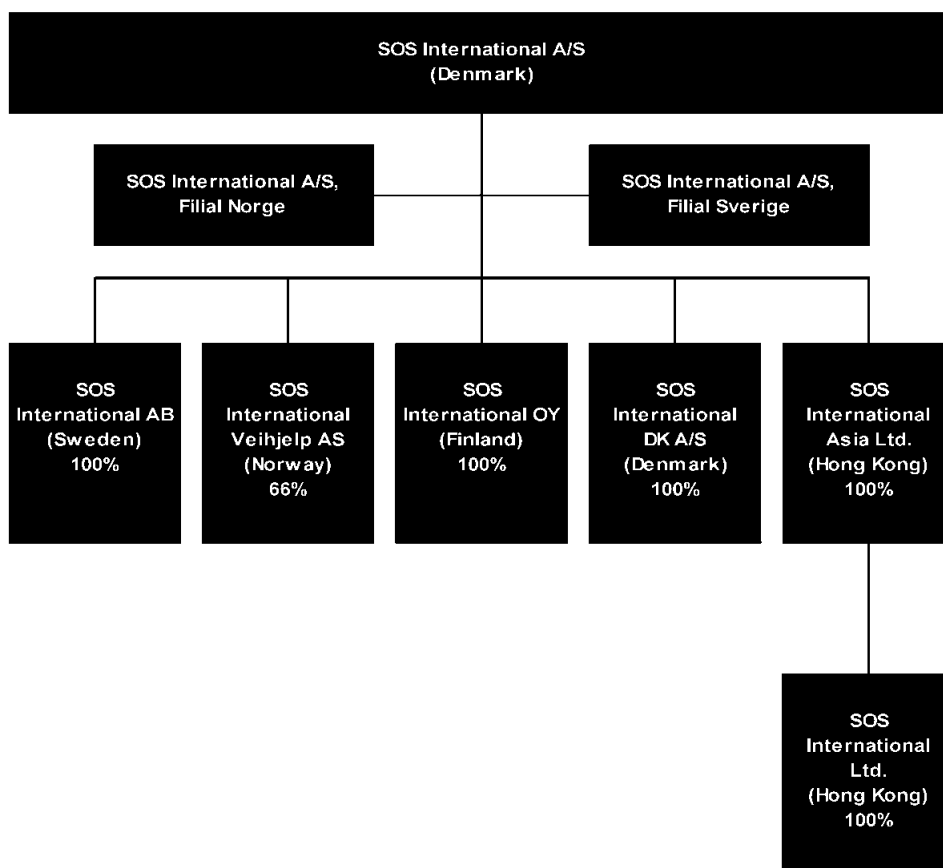 SOS International A/S
(Denmark)
SOS International A/S,
Filial Norge
SOS International A/S,
Filial Sverige
SOS
International AB
(Sweden)
100%
SOS
International
Veihjelp AS
(Norway)
66%
SOS
International OY
(Finland)
100%
SOS
International
DK A/S
(Denmark)
100%
SOS
International
Asia Ltd.
(Hong Kong)
100%
SOS
International
Ltd.
(Hong Kong)
100%